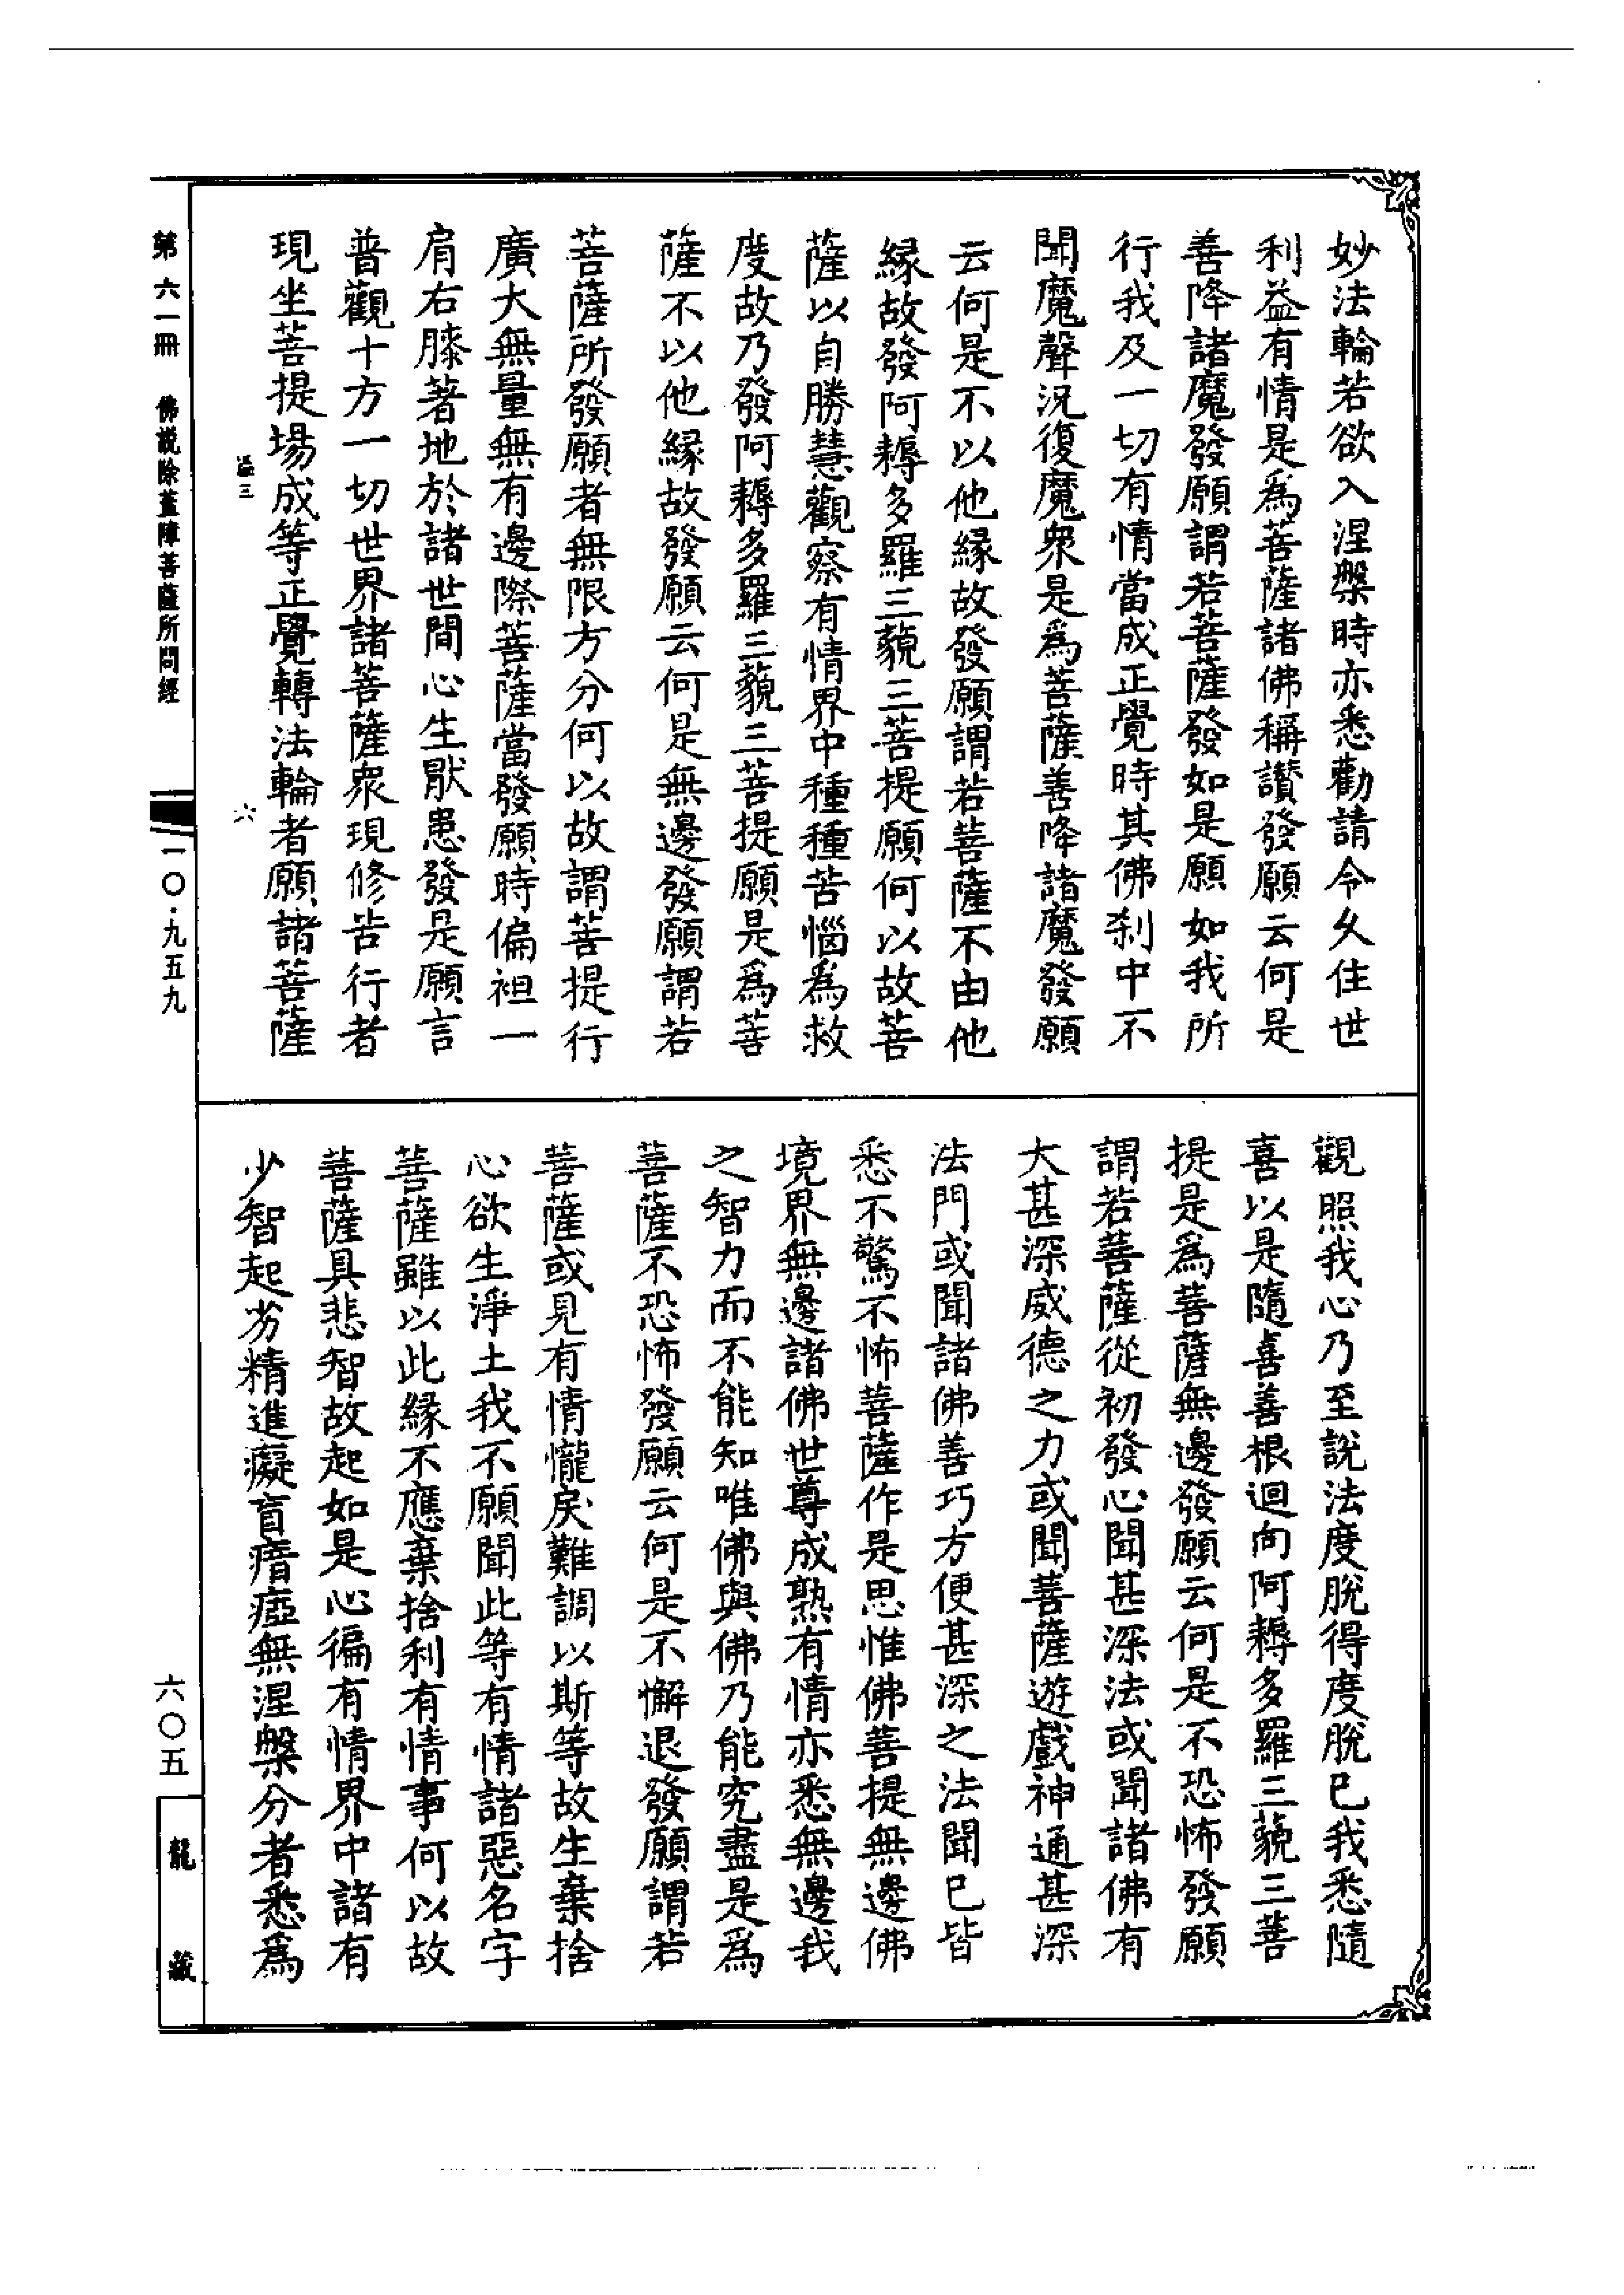 妙法輪若欲入涅槃時亦悉勸請令久住世
利益有情是為菩薩諸佛稱讚發願云何是
善降諸魔發願謂若菩薩發如是願如我所
行我及一切有情當成正覺時其佛刹中不
聞魔聲況復魔衆是為菩薩善降諸魔發願
云何是不以他緣故發願謂若菩薩不由他
緣故發阿耨多羅三藐三菩提願何以故菩
薩以自勝慧觀察有情界中種種苦惱為救
度故乃發阿耨多羅三藐三菩提願是為菩
薩不以他緣故發願云何是無邊發願謂若
菩薩所發願者無限方分何以故謂菩提行
廣大無量無有邊際菩薩當發願時偏袒一
肩右膝著地於諸世間心生厭患發是願言
普觀十方一切世界諸菩薩衆現修苦行者
現坐菩提場成等正覺轉法輪者願諸菩薩
觀照我心乃至說法度脫得度脫已我悉隨
喜以是隨喜善根迴向阿耨多羅三藐三菩
提是為菩薩無邊發願云何是不恐怖發願
謂若菩薩從初發心聞甚深法或聞諸佛有
大甚深威德之力或聞菩薩遊戲神通甚深
法門或聞諸佛善巧方便甚深之法聞已皆
悉不驚不怖菩薩作是思惟佛菩提無邊佛
境界無邊諸佛世尊成熟有情亦悉無邊我
之智力而不能知唯佛與佛乃能究盡是為
菩薩不恐怖發願云何是不懈退發願謂若
菩薩或見有情懭戾難調以斯等故生棄捨
心欲生淨土我不願聞此等有情諸惡名字
菩薩雖以此緣不應棄捨利有情事何以故
菩薩具悲智故起如是心徧有情界中諸有
少智起劣精進癡盲瘖瘂無涅槃分者悉為
三
六
第六一冊 佛說除蓋障菩薩所問經
一〇·九五九
六〇五
龍藏